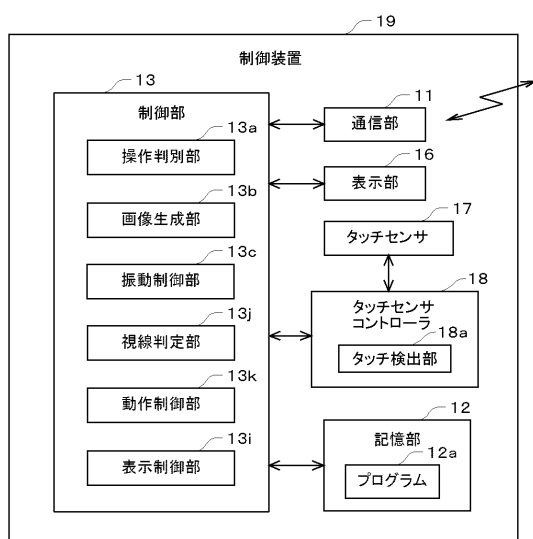 19
制御装置
13
制御部
13a
操作判別部
13b
画像生成部
13c
振動制御部
13j
視線判定部
13k
動作制御部
13i
表示制御部
11
通信部
16
表示部
17
タッチセンサ
18
タッチセンサ
コントローラ
18a
タッチ検出部
12
記憶部
12a
プログラム